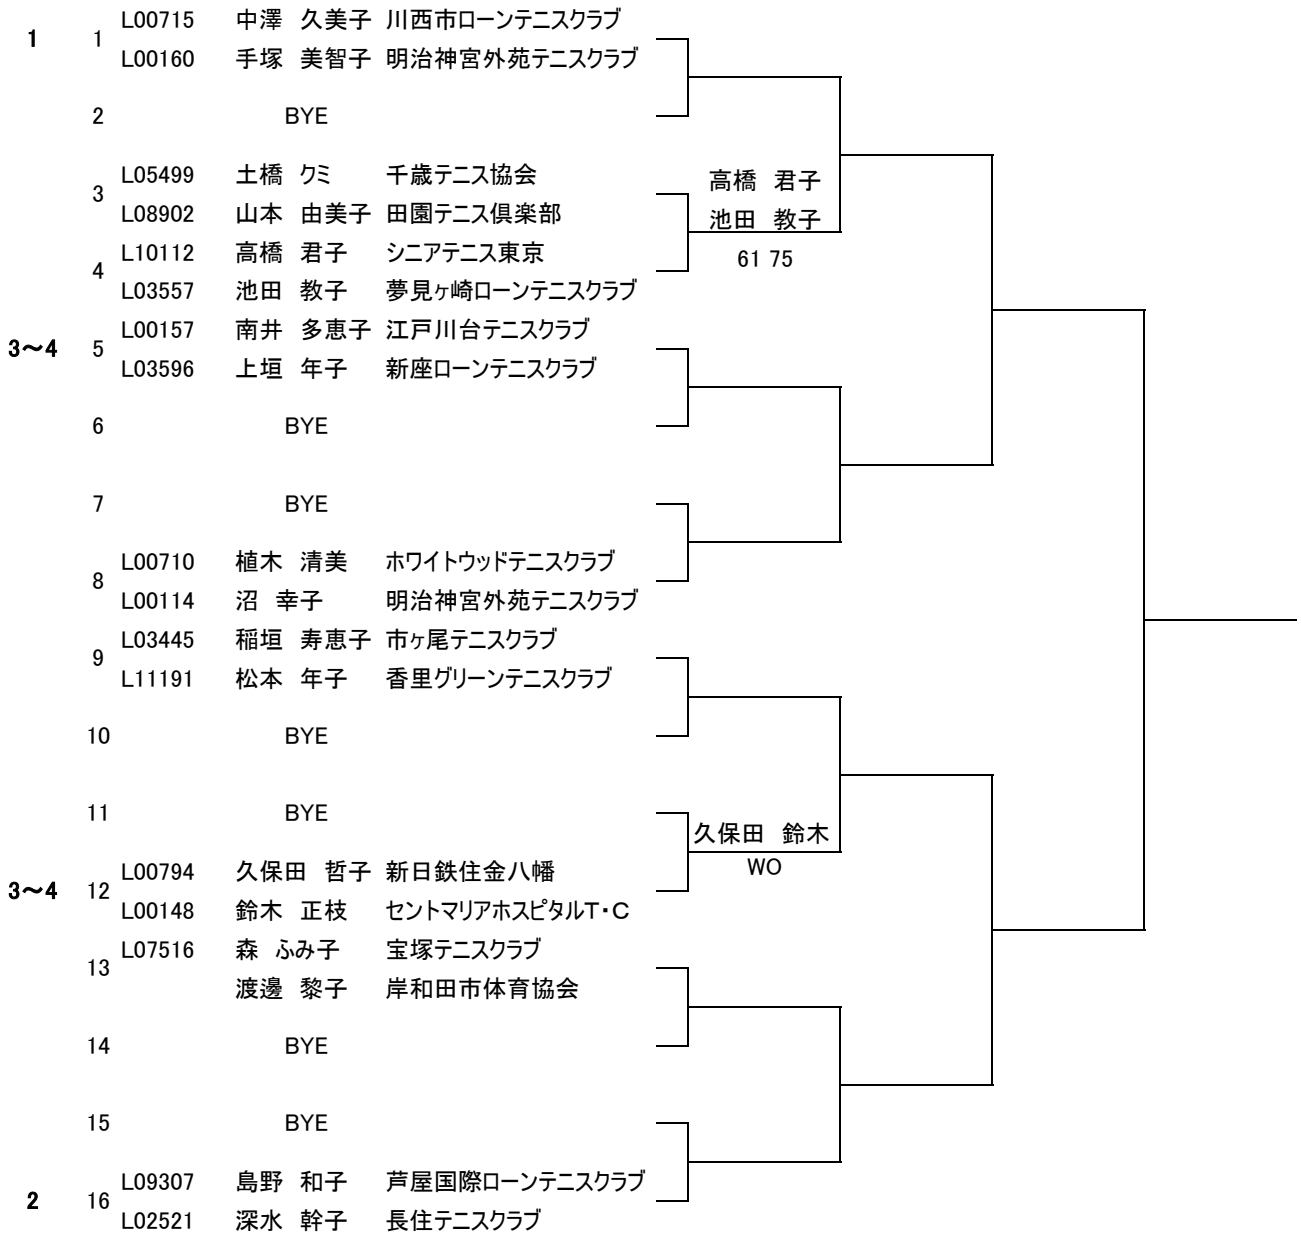 L00715 中澤 久美子 川西市ローンテニスクラブ
1 1
L00160 手塚 美智子 明治神宮外苑テニスクラブ
2 BYE
L05499 土橋 クミ 千歳テニス協会
3
L08902 山本 由美子 田園テニス倶楽部
高橋 君子
池田 教子
61 75
L10112 高橋 君子 シニアテニス東京
4
L03557 池田 教子 夢見ヶ崎ローンテニスクラブ
L00157 南井 多恵子 江戸川台テニスクラブ
3～4 5
L03596 上垣 年子 新座ローンテニスクラブ
6 BYE
7 BYE
L00710 植木 清美 ホワイトウッドテニスクラブ
8
L00114 沼 幸子 明治神宮外苑テニスクラブ
L03445 稲垣 寿恵子 市ヶ尾テニスクラブ
9
L11191 松本 年子 香里グリーンテニスクラブ
10 BYE
11 BYE
久保田 鈴木
WO
L00794 久保田 哲子 新日鉄住金八幡
3～4 12
L00148 鈴木 正枝 セントマリアホスピタルT・C
L07516 森 ふみ子 宝塚テニスクラブ
13
渡邊 黎子 岸和田市体育協会
14 BYE
15 BYE
L09307 島野 和子 芦屋国際ローンテニスクラブ
2 16
L02521 深水 幹子 長住テニスクラブ